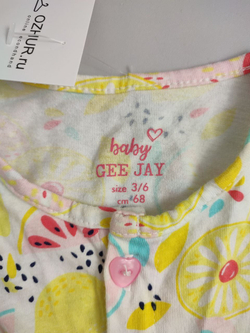 OZHUR.ru
baby
GEE JAY
size 3/6
cm 68